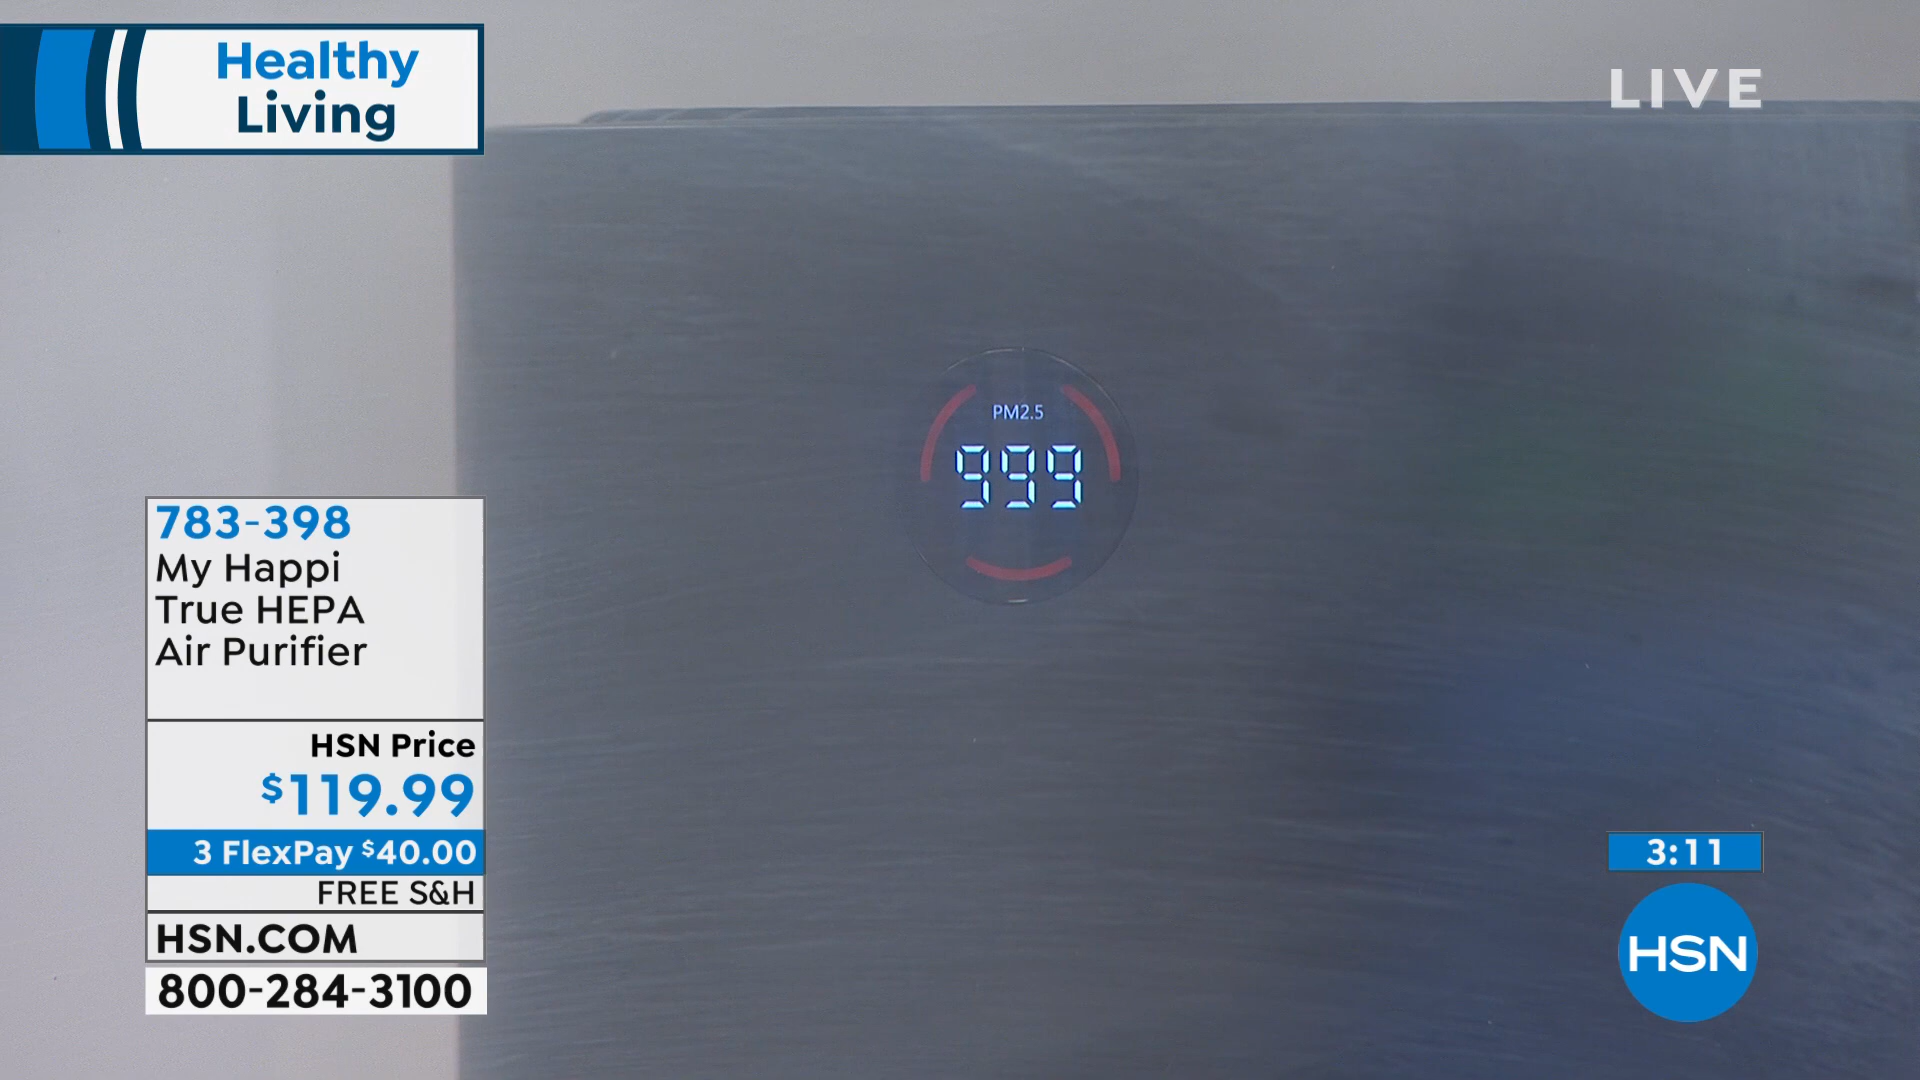 Healthy
Living
LIVE
PM2.5
999
783-398
My Happi
True HEPA
Air Purifier
HSN Price
$119.99
3 FlexPay $40.00
FREE S&H
HSN.COM
800-284-3100
3:11
HSN